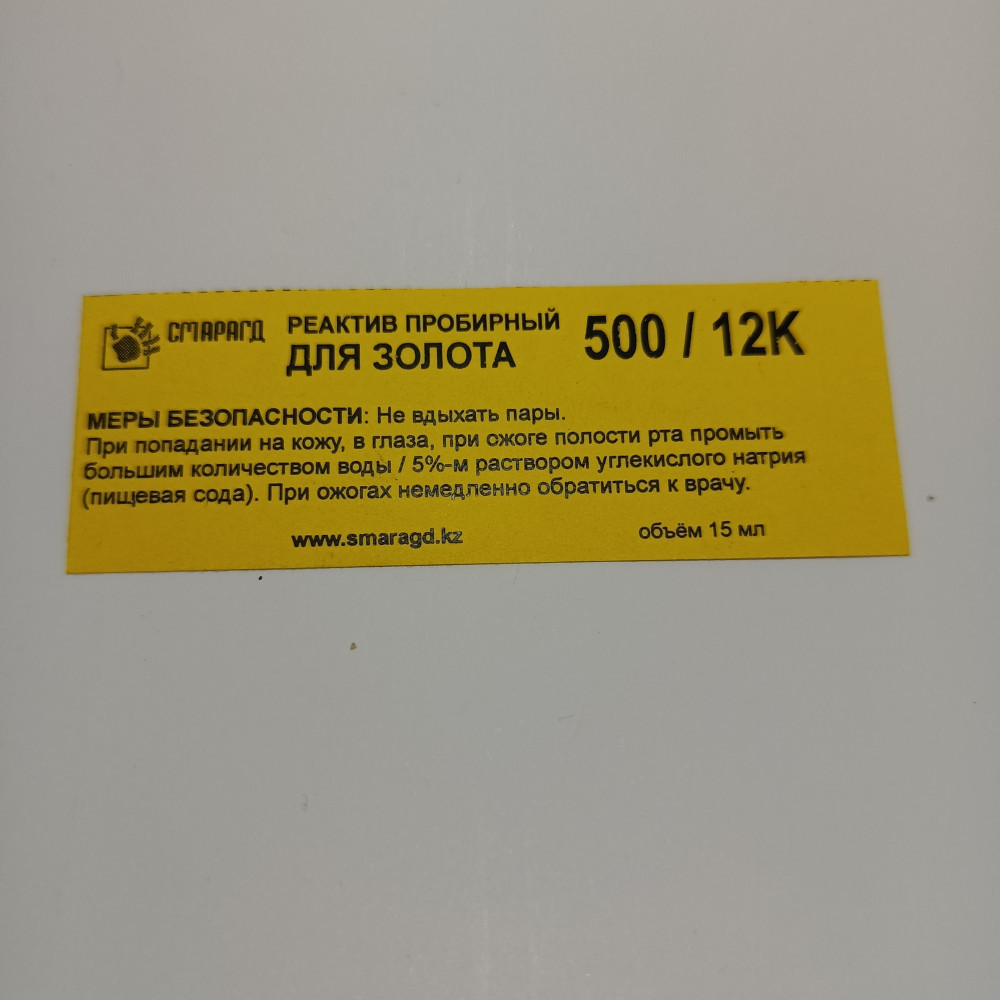 СМАРАГД
РЕАКТИВ ПРОБИРНЫЙ
ДЛЯ ЗОЛОТА
500 / 12К
МЕРЫ БЕЗОПАСНОСТИ: Не вдыхать пары.
При попадании на кожу, в глаза, при ожоге полости рта промыть
большим количеством воды / 5%-м раствором углекислого натрия
(пищевая сода). При ожогах немедленно обратиться к врачу.
www.smaragd.kz
объём 15 мл